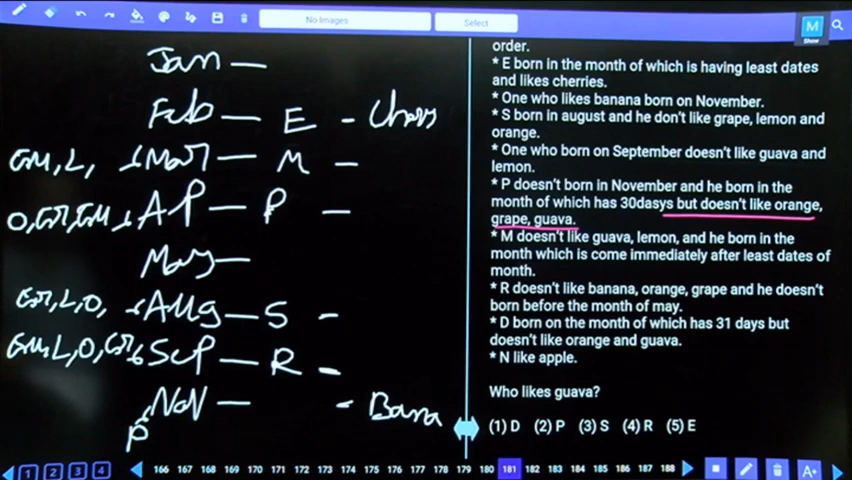 No Images
Select
M
Show
Jan —
Feb — E -
M —
P —
May —
Aug — S -
Sep — R -
Nov — - Bana
P
order.
* E born in the month of which is having least dates
and likes cherries.
* One who likes banana born on November.
* S born in august and he don't like grape, lemon and
orange.
* One who born on September doesn't like guava and
lemon.
* P doesn't born in November and he born in the
month of which has 30dasys but doesn't like orange,
grape, guava.
* M doesn't like guava, lemon, and he born in the
month which is come immediately after least dates of
month.
* R doesn't like banana, orange, grape and he doesn't
born before the month of may.
* D born on the month of which has 31 days but
doesn't like orange and guava.
* N like apple.
Who likes guava?
(1) D (2) P (3) S (4) R (5) E
1 2 3 4 166 167 168 169 170 171 172 173 174 175 176 177 178 179 180 181 182 183 184 185 186 187 188 A+